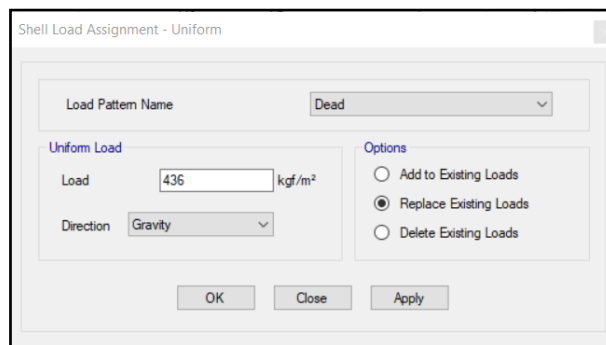 Shell Load Assignment - Uniform
Load Pattern Name
Dead
Uniform Load
Load
436
kgf/m²
Direction
Gravity
Options
Add to Existing Loads
Replace Existing Loads
Delete Existing Loads
OK
Close
Apply